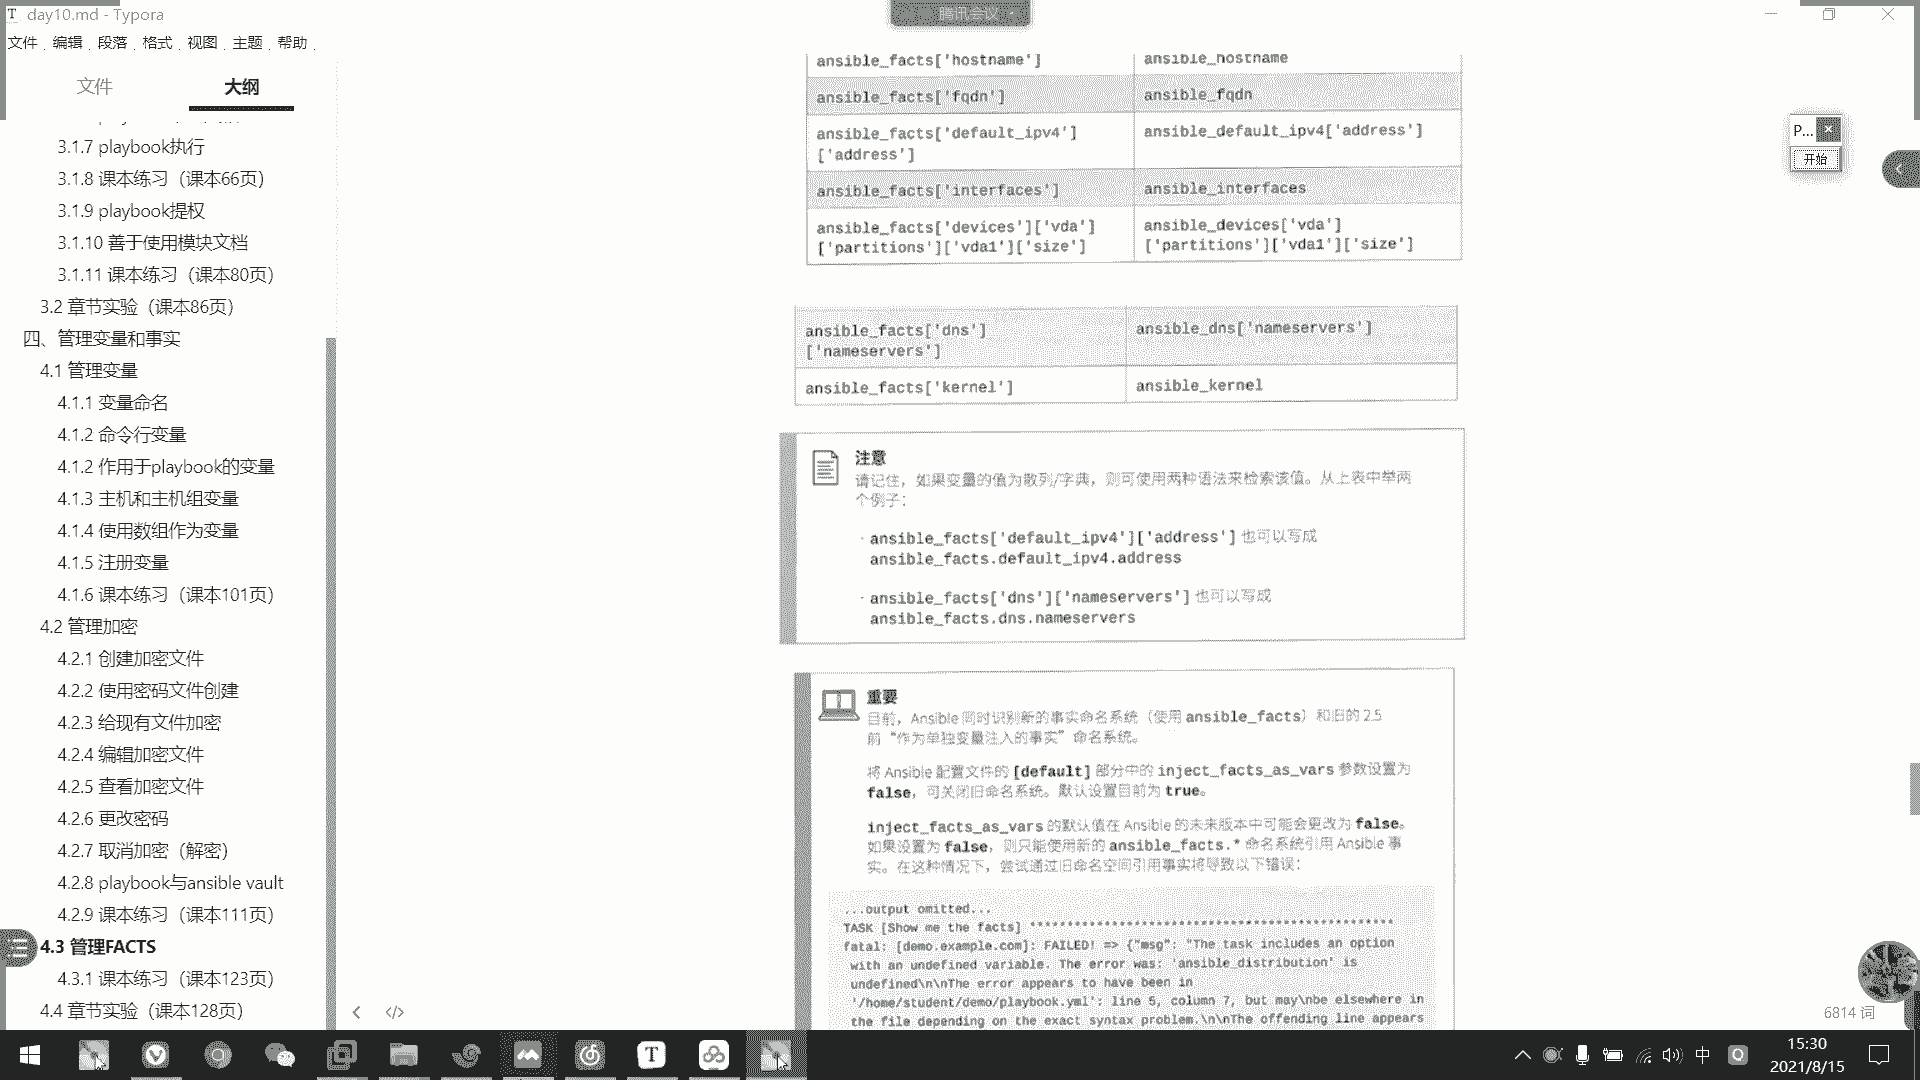 day10.md - Typora
腾讯会议
文件 编辑 段落 格式 视图 主题 帮助
文件 大纲
3.1.7 playbook执行
3.1.8 课本练习（课本66页）
3.1.9 playbook提权
3.1.10 善于使用模块文档
3.1.11 课本练习（课本80页）
3.2 章节实验（课本86页）
四、管理变量和事实
4.1 管理变量
4.1.1 变量命名
4.1.2 命令行变量
4.1.2 作用于playbook的变量
4.1.3 主机和主机组变量
4.1.4 使用数组作为变量
4.1.5 注册变量
4.1.6 课本练习（课本101页）
4.2 管理加密
4.2.1 创建加密文件
4.2.2 使用密码文件创建
4.2.3 给现有文件加密
4.2.4 编辑加密文件
4.2.5 查看加密文件
4.2.6 更改密码
4.2.7 取消加密（解密）
4.2.8 playbook与ansible vault
4.2.9 课本练习（课本111页）
4.3 管理FACTS
4.3.1 课本练习（课本123页）
4.4 章节实验（课本128页）
ansible_facts['hostname'] ansible_hostname
ansible_facts['fqdn'] ansible_fqdn
ansible_facts['default_ipv4'] ansible_default_ipv4['address']
['address']
ansible_facts['interfaces'] ansible_interfaces
ansible_facts['devices']['vda'] ansible_devices['vda']
['partitions']['vda1']['size'] ['partitions']['vda1']['size']
ansible_facts['dns'] ansible_dns['nameservers']
['nameservers']
ansible_facts['kernel'] ansible_kernel
注意
请记住，如果变量的值为散列/字典，则可使用两种语法来检索该值。从上表中举两
个例子：
· ansible_facts['default_ipv4']['address'] 也可以写成
ansible_facts.default_ipv4.address
· ansible_facts['dns']['nameservers'] 也可以写成
ansible_facts.dns.nameservers
重要
目前，Ansible 同时识别新的事实命名系统（使用 ansible_facts）和旧的 2.5
前“作为单独变量注入的事实”命名系统。
将 Ansible 配置文件的 [default] 部分中的 inject_facts_as_vars 参数设置为
false，可关闭旧命名系统。默认设置目前为 true。
inject_facts_as_vars 的默认值在 Ansible 的未来版本中可能会更改为 false。
如果设置为 false，则只能使用新的 ansible_facts.* 命名系统引用 Ansible 事
实。在这种情况下，尝试通过旧命名空间引用事实将导致以下错误：
...output omitted...
TASK [Show me the facts] ***************************************************
fatal: [demo.example.com]: FAILED! => {"msg": "The task includes an option
with an undefined variable. The error was: 'ansible_distribution' is
undefined\n\nThe error appears to have been in
'/home/student/demo/playbook.yml': line 5, column 7, but may\nbe elsewhere in
the file depending on the exact syntax problem.\n\nThe offending line appears
P...
开始
6814 词
中
15:30
2021/8/15